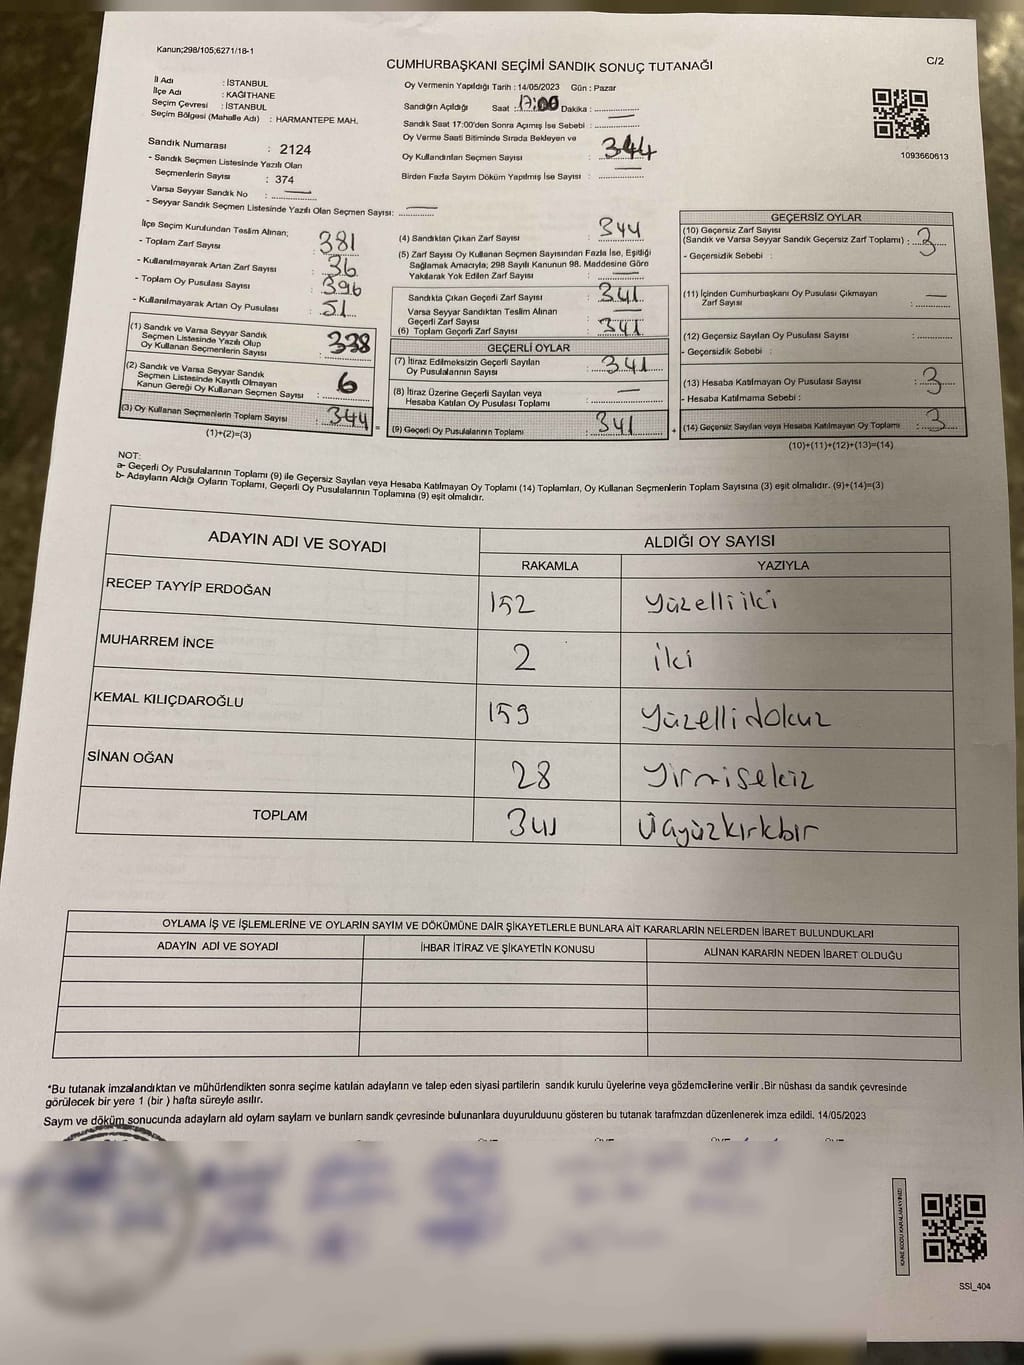 Kanun;298/105;6271/18-1
CUMHURBAŞKANI SEÇİMİ SANDIK SONUÇ TUTANAĞI
C/2
İl Adı : İSTANBUL
İlçe Adı : KAĞITHANE
Seçim Çevresi : İSTANBUL
Seçim Bölgesi (Mahalle Adı) : HARMANTEPE MAH.
Oy Vermenin Yapıldığı Tarih : 14/05/2023 Gün : Pazar
Sandığın Açıldığı Saat : 17:00 Dakika : —
Sandık Saat 17:00'den Sonra Açımış İse Sebebi : —
Oy Verme Saati Bitiminde Sırada Bekleyen ve
Oy Kullandırılan Seçmen Sayısı : 344
Birden Fazla Sayım Döküm Yapılmış İse Sayısı : —
1093660613
Sandık Numarası : 2124
- Sandık Seçmen Listesinde Yazılı Olan
Seçmenlerin Sayısı : 374
Varsa Seyyar Sandık No : —
- Seyyar Sandık Seçmen Listesinde Yazılı Olan Seçmen Sayısı: —
İlçe Seçim Kurulundan Teslim Alınan;
- Toplam Zarf Sayısı : 381
- Kullanılmayarak Artan Zarf Sayısı : 36
- Toplam Oy Pusulası Sayısı : 396
- Kullanılmayarak Artan Oy Pusulası : 51
(1) Sandık ve Varsa Seyyar Sandık
Seçmen Listesinde Yazılı Olup
Oy Kullanan Seçmenlerin Sayısı : 338
(2) Sandık ve Varsa Seyyar Sandık
Seçmen Listesinde Kayıtlı Olmayan
Kanun Gereği Oy Kullanan Seçmen Sayısı : 6
(3) Oy Kullanan Seçmenlerin Toplam Sayısı : 344
(1)+(2)=(3)
(4) Sandıktan Çıkan Zarf Sayısı : 344
(5) Zarf Sayısı Oy Kullanan Seçmen Sayısından Fazla İse, Eşitliği
Sağlamak Amacıyla; 298 Sayılı Kanunun 98. Maddesine Göre
Yakılarak Yok Edilen Zarf Sayısı : —
Sandıkta Çıkan Geçerli Zarf Sayısı : 341
Varsa Seyyar Sandıktan Teslim Alınan
Geçerli Zarf Sayısı : —
(6) Toplam Geçerli Zarf Sayısı : 341
GEÇERLİ OYLAR
(7) İtiraz Edilmeksizin Geçerli Sayılan
Oy Pusulalarının Sayısı : 341
(8) İtiraz Üzerine Geçerli Sayılan veya
Hesaba Katılan Oy Pusulası Toplamı : —
= (9) Geçerli Oy Pusulalarının Toplamı : 341
GEÇERSİZ OYLAR
(10) Geçersiz Zarf Sayısı
(Sandık ve Varsa Seyyar Sandık Geçersiz Zarf Toplamı) : 3
- Geçersizlik Sebebi :
(11) İçinden Cumhurbaşkanı Oy Pusulası Çıkmayan
Zarf Sayısı : —
(12) Geçersiz Sayılan Oy Pusulası Sayısı :
- Geçersizlik Sebebi :
(13) Hesaba Katılmayan Oy Pusulası Sayısı : 3
- Hesaba Katılmama Sebebi :
+ (14) Geçersiz Sayılan veya Hesaba Katılmayan Oy Toplamı : 3
(10)+(11)+(12)+(13)=(14)
NOT:
a- Geçerli Oy Pusulalarının Toplamı (9) ile Geçersiz Sayılan veya Hesaba Katılmayan Oy Toplamı (14) Toplamları, Oy Kullanan Seçmenlerin Toplam Sayısına (3) eşit olmalıdır. (9)+(14)=(3)
b- Adayların Aldığı Oyların Toplamı, Geçerli Oy Pusulalarının Toplamına (9) eşit olmalıdır.
ADAYIN ADI VE SOYADI ALDIĞI OY SAYISI
RAKAMLA YAZIYLA
RECEP TAYYİP ERDOĞAN 152 Yüzelliiki
MUHARREM İNCE 2 iki
KEMAL KILIÇDAROĞLU 159 Yüzellidokuz
SİNAN OĞAN 28 Yirmisekiz
TOPLAM 341 Üçyüzkırkbir
OYLAMA İŞ VE İŞLEMLERİNE VE OYLARIN SAYIM VE DÖKÜMÜNE DAİR ŞİKAYETLERLE BUNLARA AİT KARARLARIN NELERDEN İBARET BULUNDUKLARI
ADAYIN ADI VE SOYADI İHBAR İTİRAZ VE ŞİKAYETİN KONUSU ALINAN KARARIN NEDEN İBARET OLDUĞU
*Bu tutanak imzalandıktan ve mühürlendikten sonra seçime katılan adayların ve talep eden siyasi partilerin sandık kurulu üyelerine veya gözlemcilerine verilir .Bir nüshası da sandık çevresinde
görülecek bir yere 1 (bir ) hafta süreyle asılır.
Sayım ve döküm sonucunda adayların ald oyların sayların ve bunların sandk çevresinde bulunanlara duyurulduunu gösteren bu tutanak tarafmzdan düzenlenerek imza edildi. 14/05/2023
KARE KODU KARALAMAYINIZ!
SSİ_404